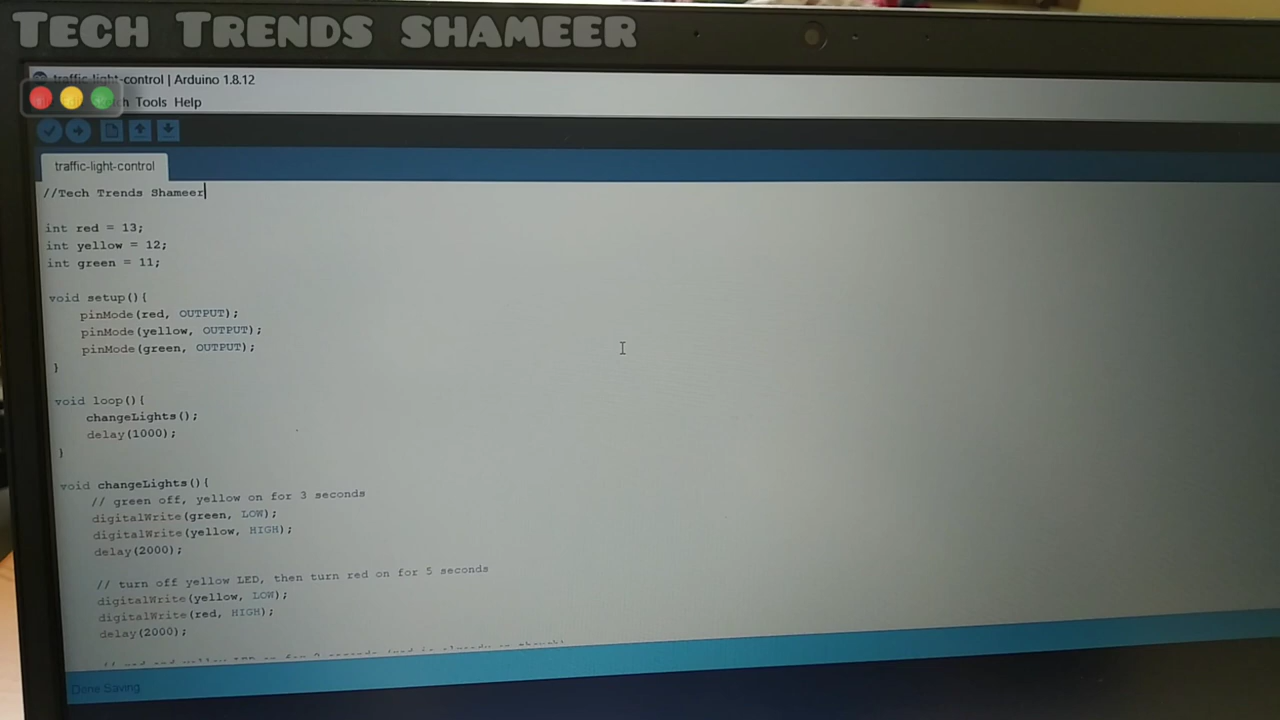 TECH TRENDS SHAMEER
traffic-light-control | Arduino 1.8.12
Tools Help
traffic-light-control
//Tech Trends Shameer
int red = 13;
int yellow = 12;
int green = 11;
void setup(){
pinMode(red, OUTPUT);
pinMode(yellow, OUTPUT);
pinMode(green, OUTPUT);
}
void loop(){
changeLights();
delay(1000);
}
void changeLights(){
// green off, yellow on for 3 seconds
digitalWrite(green, LOW);
digitalWrite(yellow, HIGH);
delay(2000);
// turn off yellow LED, then turn red on for 5 seconds
digitalWrite(yellow, LOW);
digitalWrite(red, HIGH);
delay(2000);
Done Saving.